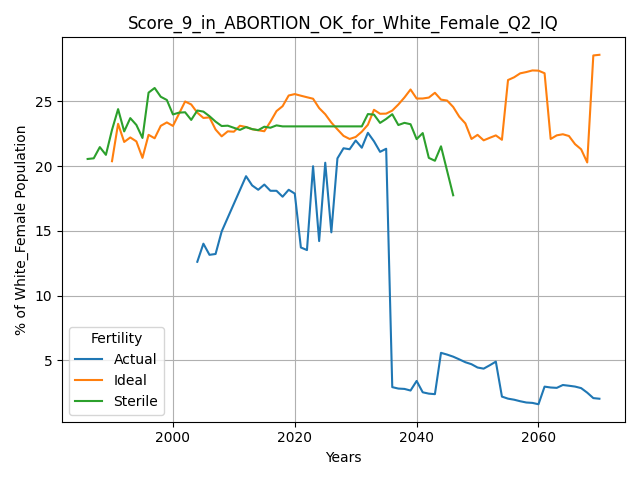 Score_9_in_ABORTION_OK_for_White_Female_Q2_IQ
% of White_Female Population
25
20
15
10
5
Fertility
Actual
Ideal
Sterile
2000
2020
2040
2060
Years